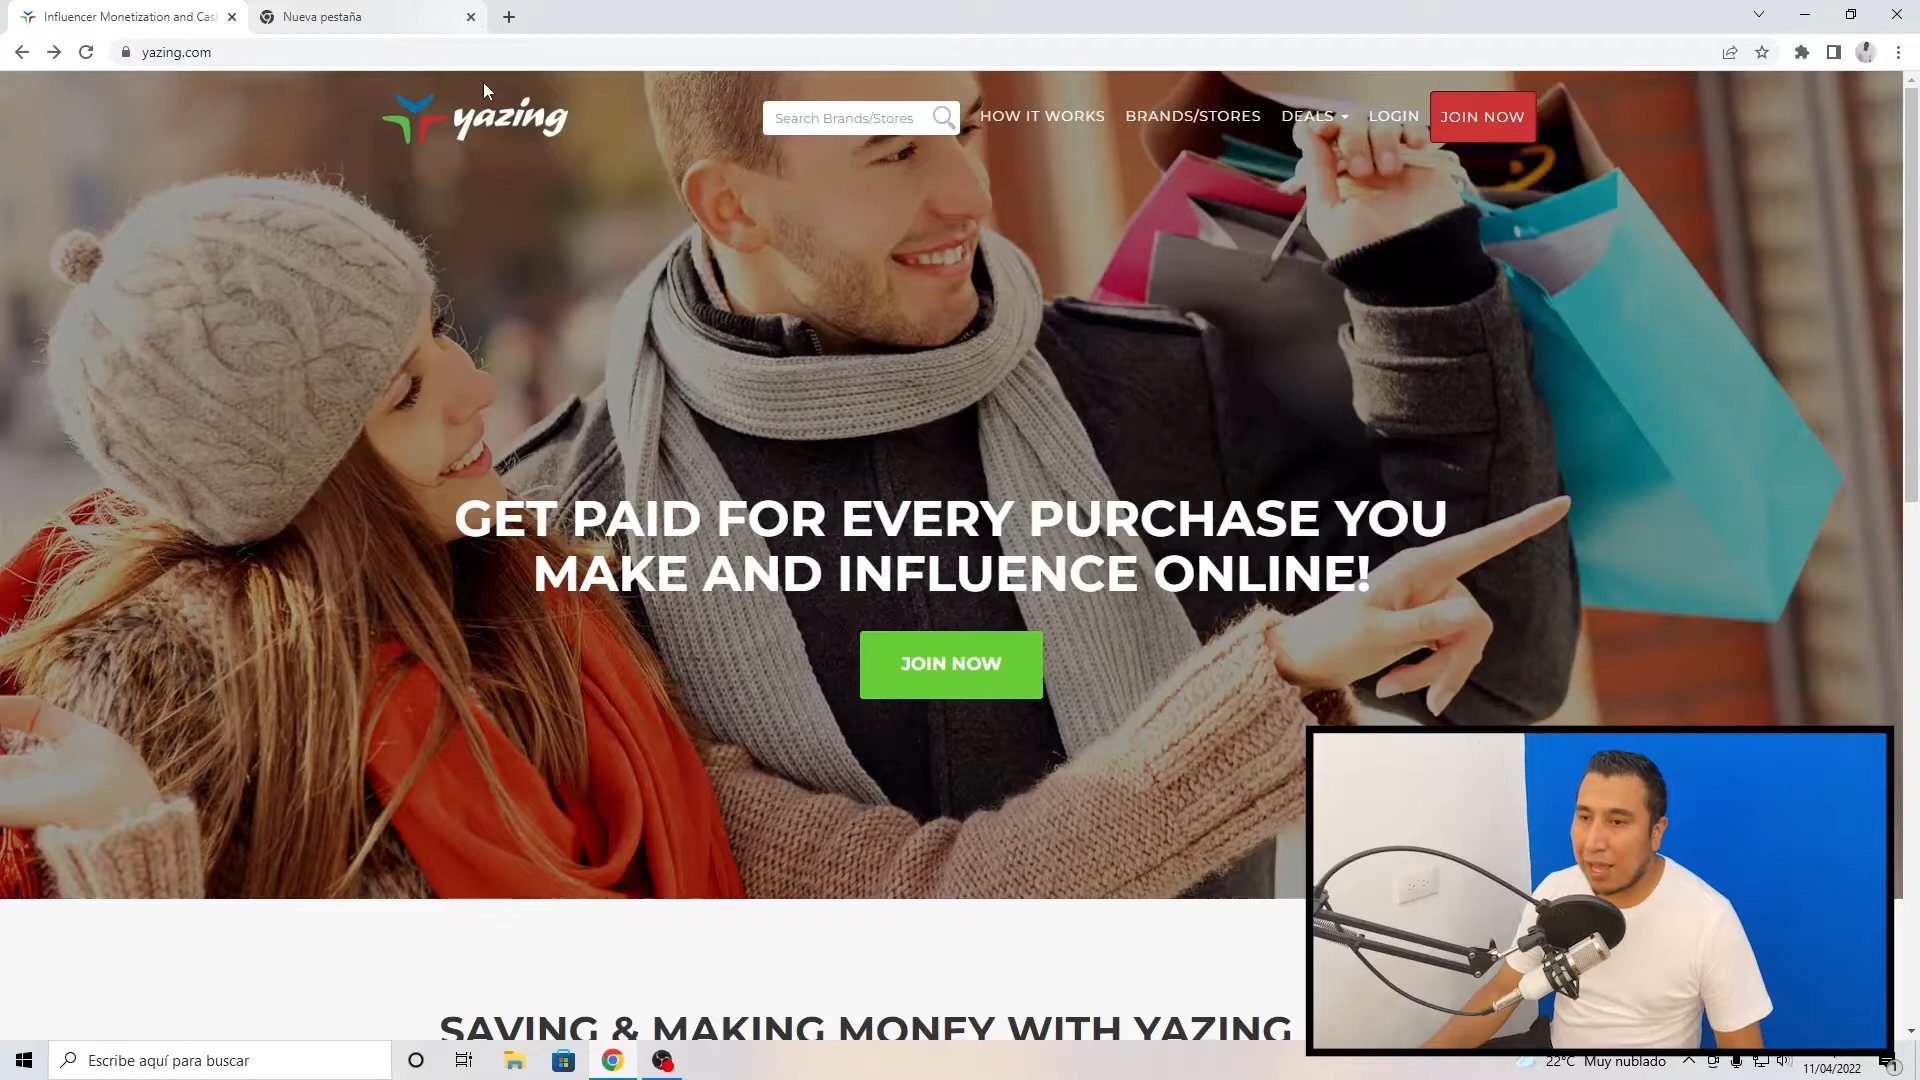 Influencer Monetization and Cas
Nueva pestaña
yazing.com
yazing
Search Brands/Stores
HOW IT WORKS
BRANDS/STORES
DEALS
LOGIN
JOIN NOW
GET PAID FOR EVERY PURCHASE YOU
MAKE AND INFLUENCE ONLINE!
JOIN NOW
SAVING & MAKING MONEY WITH YAZING
Escribe aquí para buscar
22°C Muy nublado
11/04/2022
1